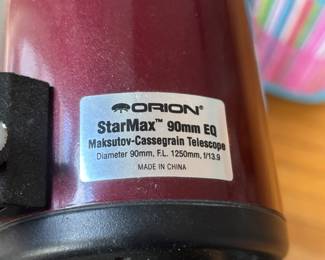 ORION®
StarMax™ 90mm EQ
Maksutov-Cassegrain Telescope
Diameter 90mm, F.L. 1250mm, f/13.9
MADE IN CHINA